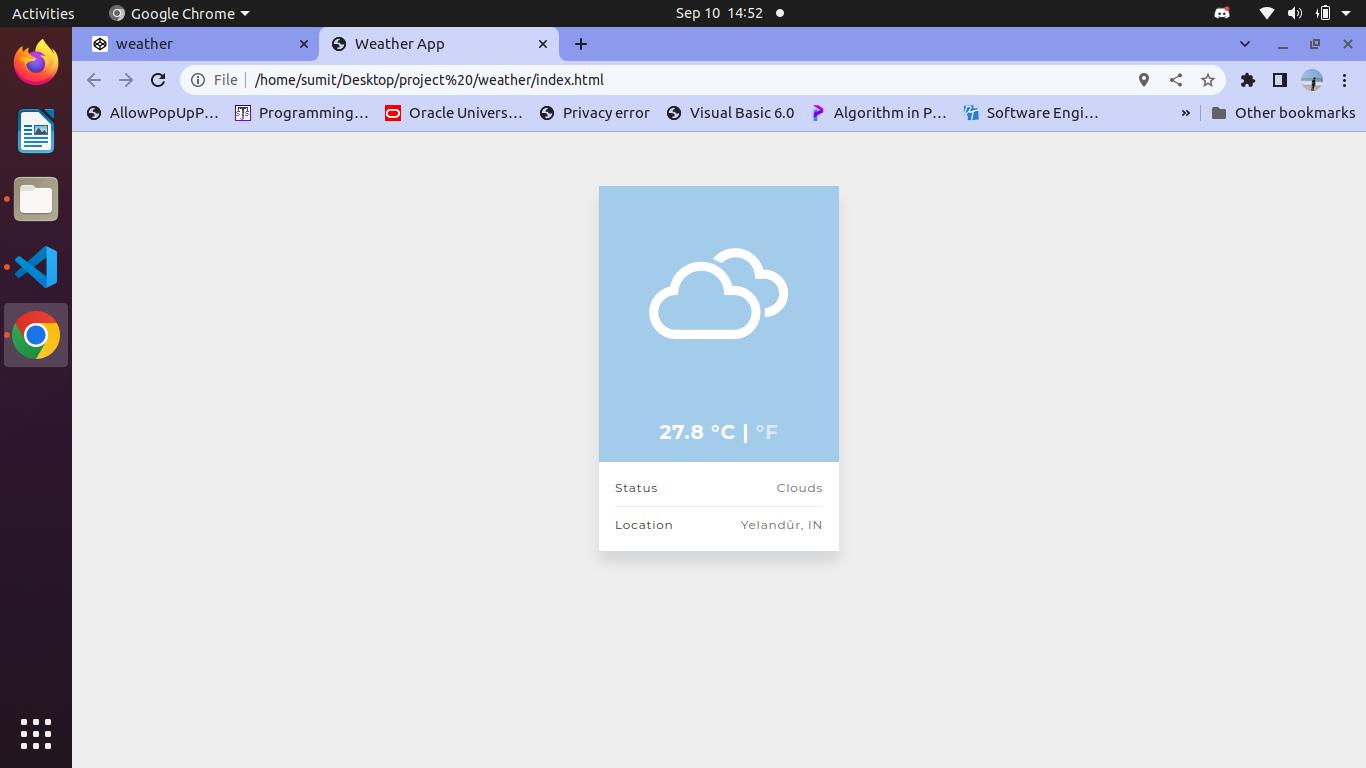 Activities Google Chrome Sep 10 14:52
weather Weather App
File /home/sumit/Desktop/project%20/weather/index.html
AllowPopUpP… Programming… Oracle Univers… Privacy error Visual Basic 6.0 Algorithm in P… Software Engi… » Other bookmarks
27.8 °C | °F
Status Clouds
Location Yelandūr, IN